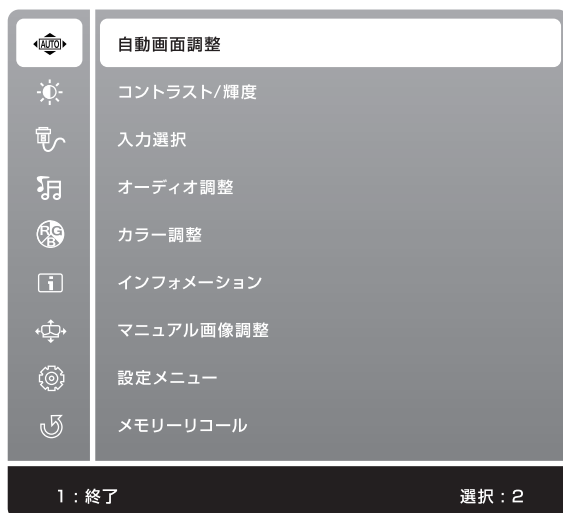 AUTO
自動画面調整
コントラスト/輝度
入力選択
オーディオ調整
RGB
カラー調整
i
インフォメーション
マニュアル画像調整
設定メニュー
メモリーリコール
1：終了
選択：2